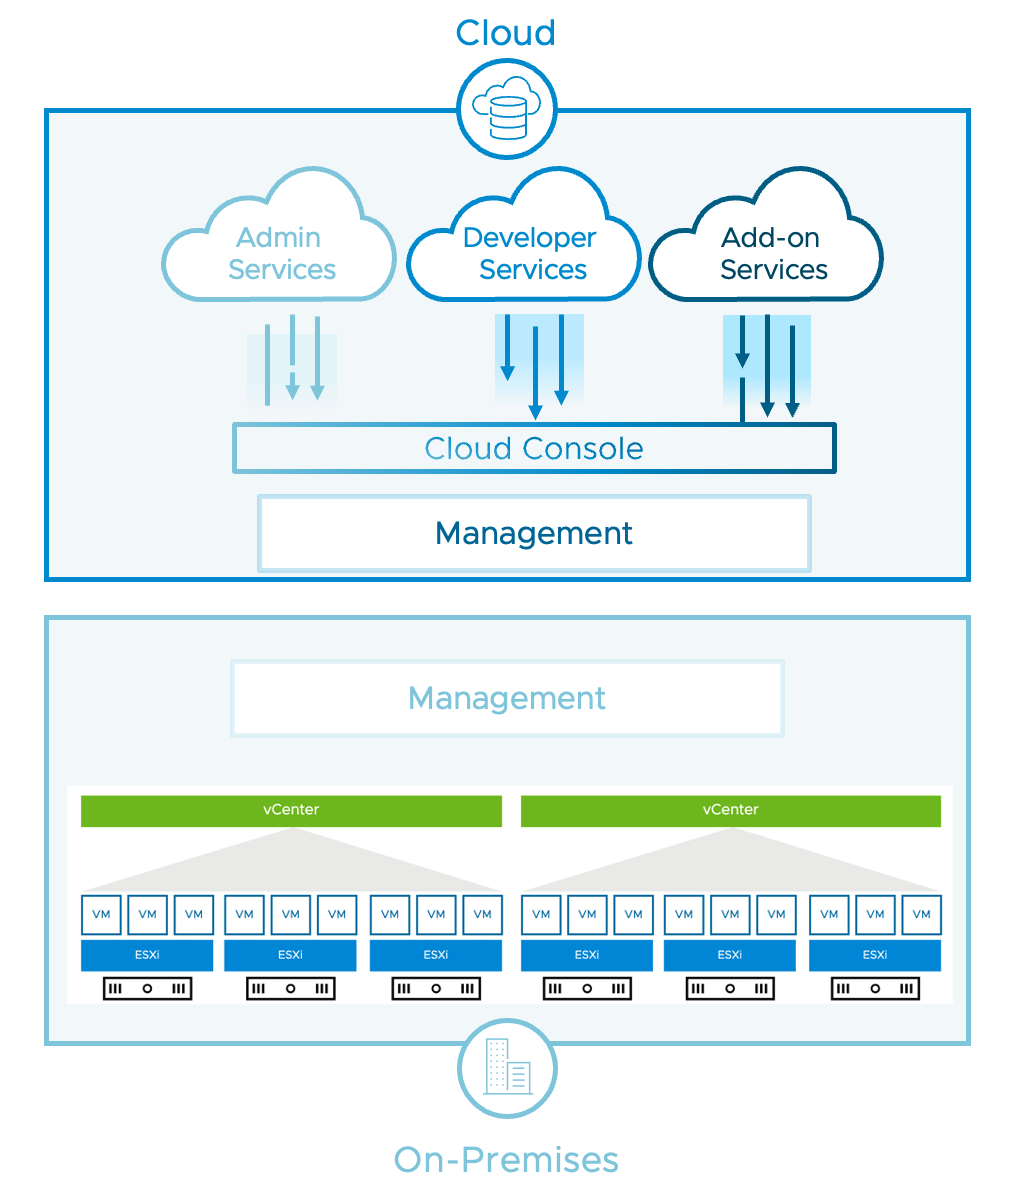 Cloud
Admin
Services
Developer
Services
Add-on
Services
Cloud Console
Management
Management
vCenter
vCenter
VM VM VM VM VM VM VM VM VM
VM VM VM VM VM VM VM VM VM
ESXi ESXi ESXi
ESXi ESXi ESXi
On-Premises